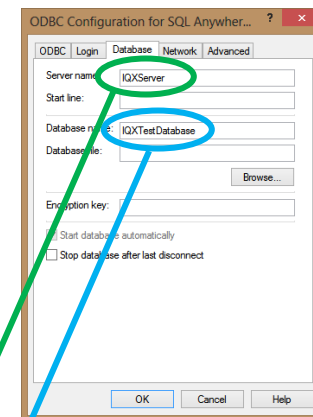 ODBC Configuration for SQL Anywher... ? ×
ODBC Login Database Network Advanced
Server name: IQXServer
Start line:
Database name: IQXTestDatabase
Database file:
Browse...
Encryption key:
Start database automatically
Stop database after last disconnect
OK Cancel Help